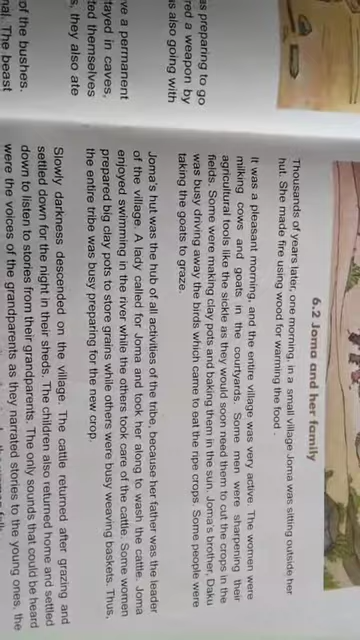 as preparing to go
red a weapon by
as also going with
ve a permanent
tayed in caves,
ted themselves
s, they also ate
of the bushes.
nal. The beast
6.2 Joma and her family
Thousands of years later, one morning, in a small village Joma was sitting outside her
hut. She made fire using wood for warming the food .
It was a pleasant morning, and the entire village was very active. The women were
milking cows and goats in the courtyards. Some men were sharpening their
agricultural tools like the sickle as they would soon need them to cut the crops in the
fields. Some were making clay pots and baking them in the sun. Joma's brother, Daku
was busy driving away the birds which came to eat the ripe crops. Some people were
taking the goats to graze.
Joma's hut was the hub of all activities of the tribe, because her father was the leader
of the village. A lady called for Joma and took her along to wash the cattle. Joma
enjoyed swimming in the river while the others took care of the cattle. Some women
prepared big clay pots to store grains while others were busy weaving baskets. Thus,
the entire tribe was busy preparing for the new crop.
Slowly darkness descended on the village. The cattle returned after grazing and
settled down for the night in their sheds. The children also returned home and settled
down to listen to stories from their grandparents. The only sounds that could be heard
were the voices of the grandparents as they narrated stories to the young ones, the